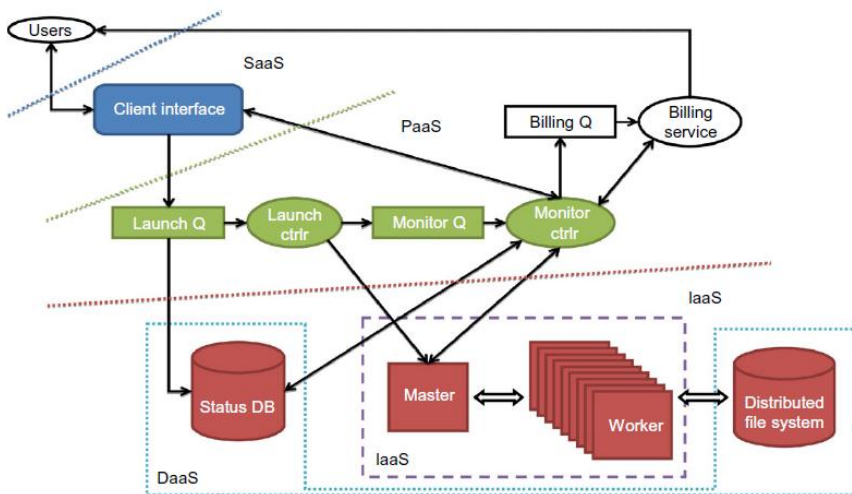 Users
SaaS
Client interface
PaaS
Billing Q
Billing
service
Launch Q
Launch
ctrlr
Monitor Q
Monitor
ctrlr
IaaS
Status DB
Master
Worker
Distributed
file system
DaaS
IaaS